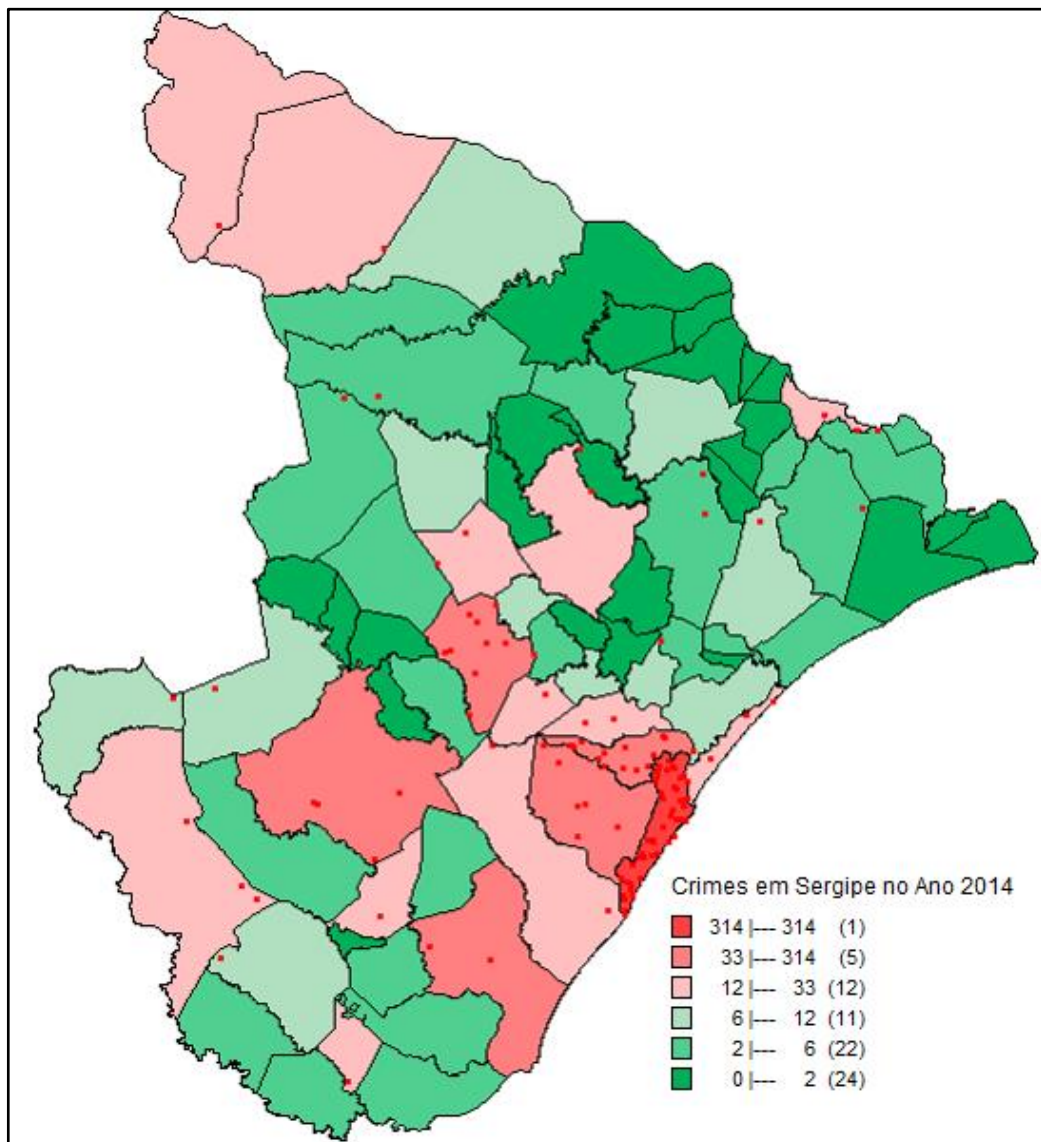 Crimes em Sergipe no Ano 2014
314 |--- 314 (1)
33 |--- 314 (5)
12 |--- 33 (12)
6 |--- 12 (11)
2 |--- 6 (22)
0 |--- 2 (24)